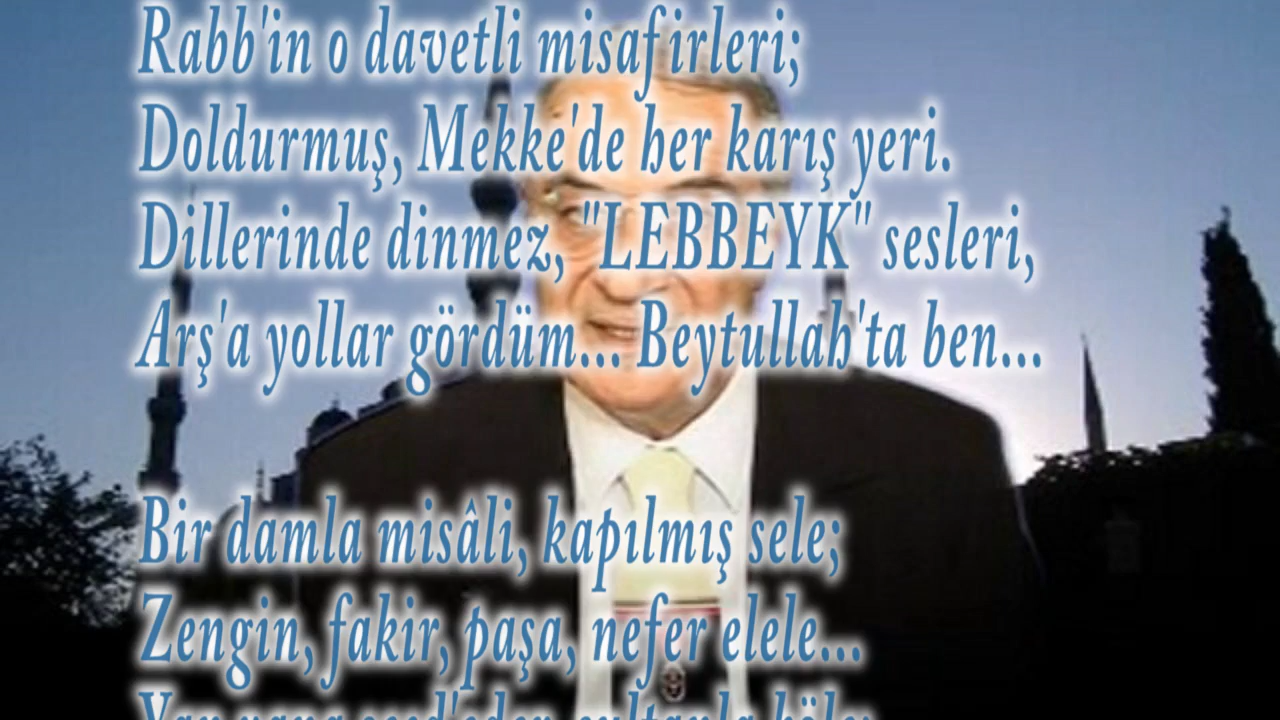 Rabb'in o davetli misafirleri;
Doldurmuş, Mekke'de her karış yeri.
Dillerinde dinmez, "LEBBEYK" sesleri,
Arş'a yollar gördüm... Beytullah'ta ben...
Bir damla misâli, kapılmış sele;
Zengin, fakir, paşa, nefer elele...